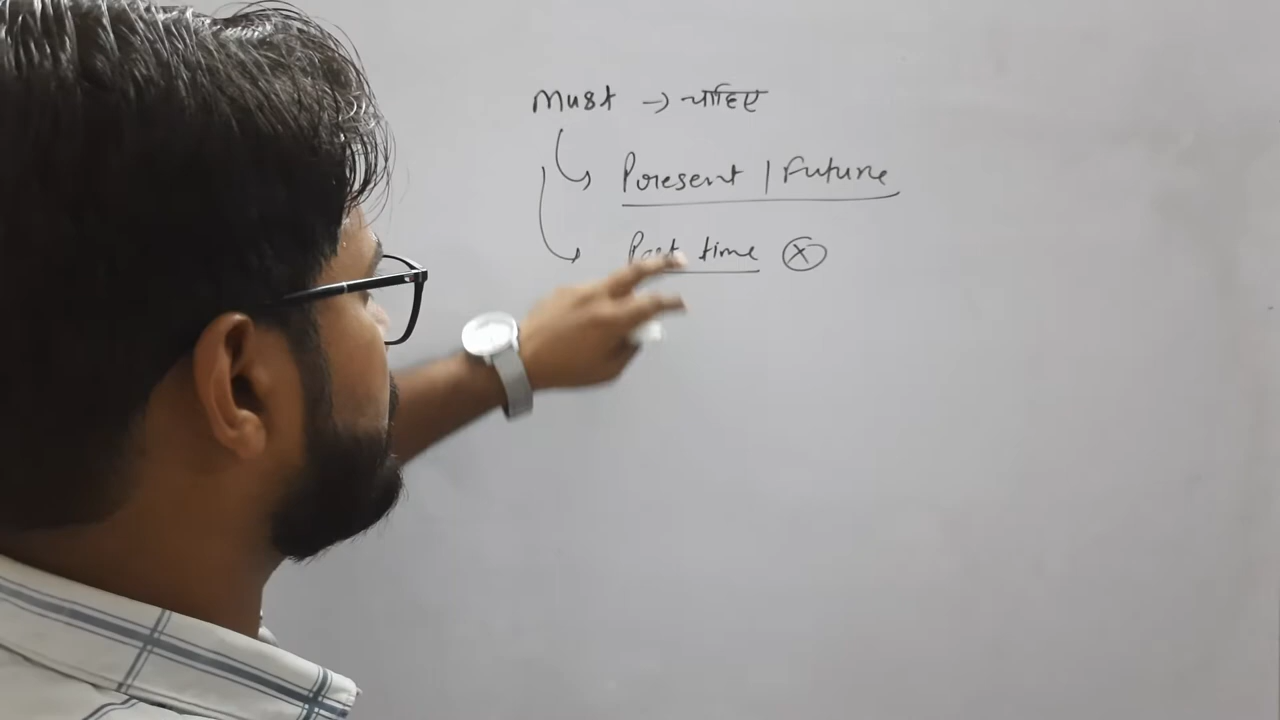 Must → चाहिए
Present | Future
Past time ⓧ